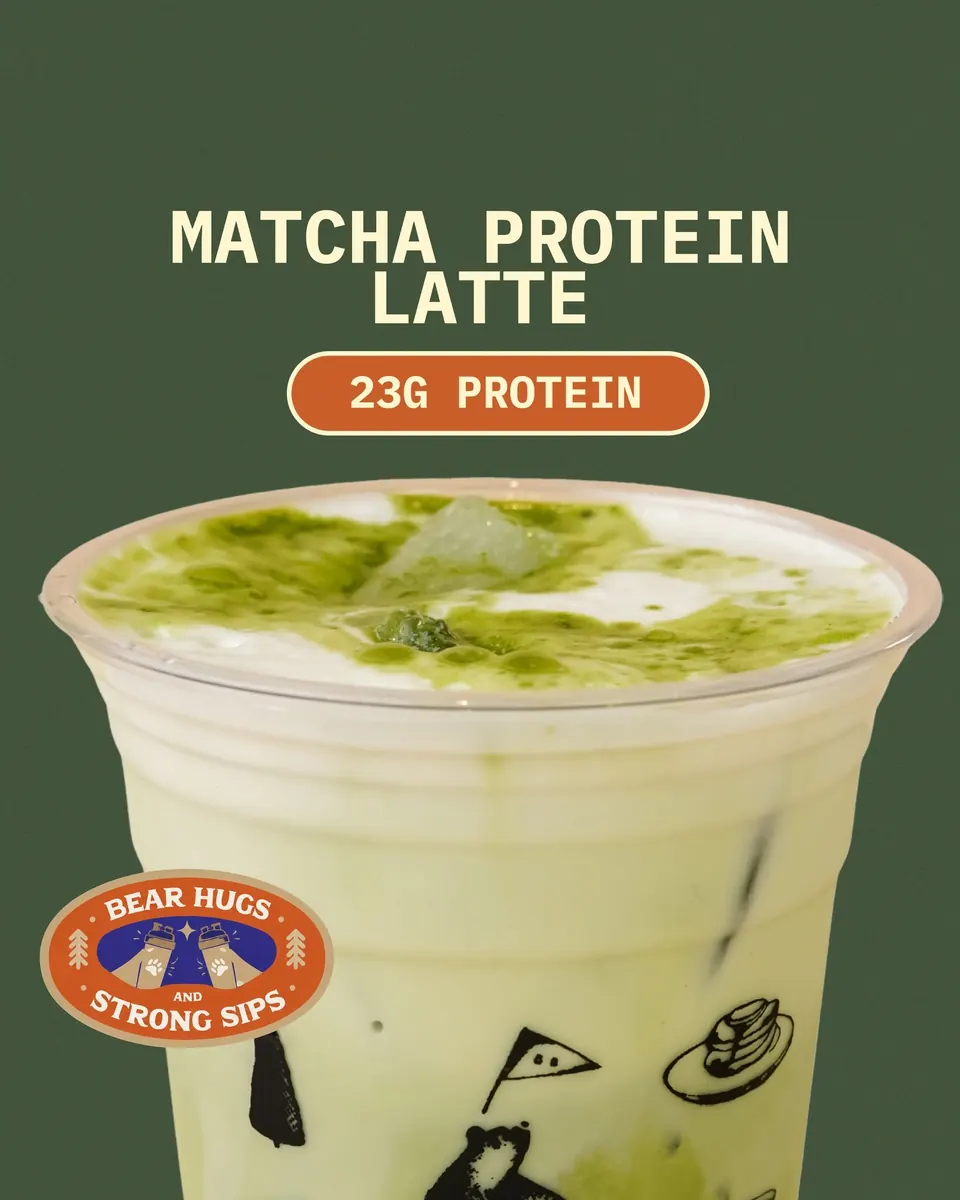 MATCHA PROTEIN
LATTE
23G PROTEIN
BEAR HUGS
AND
STRONG SIPS